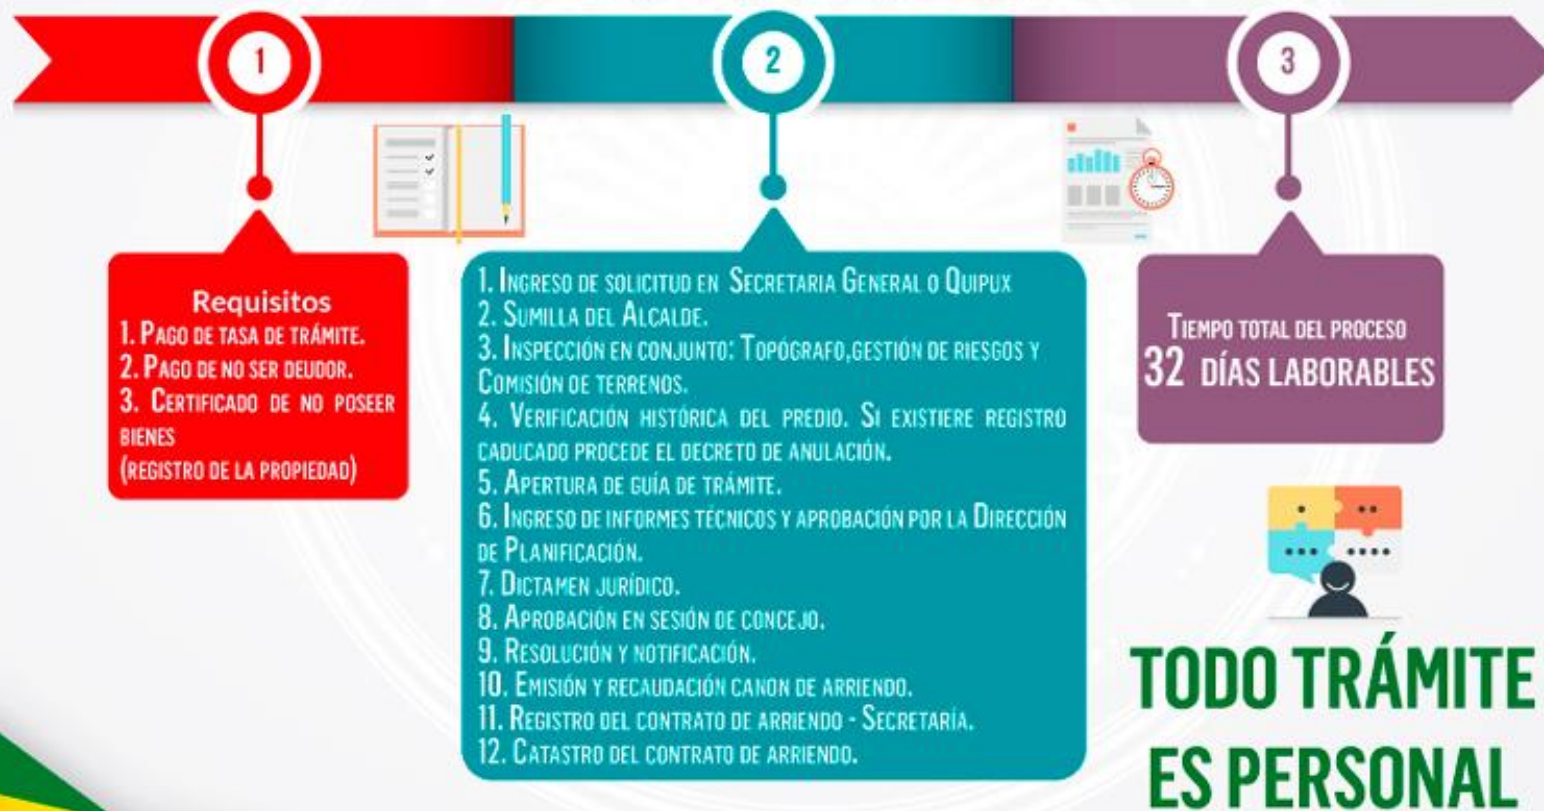 1
2
3
Requisitos
1. PAGO DE TASA DE TRÁMITE.
2. PAGO DE NO SER DEUDOR.
3. CERTIFICADO DE NO POSEER
BIENES
(REGISTRO DE LA PROPIEDAD)
1. INGRESO DE SOLICITUD EN SECRETARIA GENERAL O QUIPUX
2. SUMILLA DEL ALCALDE.
3. INSPECCIÓN EN CONJUNTO: TOPÓGRAFO,GESTIÓN DE RIESGOS Y
COMISIÓN DE TERRENOS.
4. VERIFICACIÓN HISTÓRICA DEL PREDIO. SI EXISTIERE REGISTRO
CADUCADO PROCEDE EL DECRETO DE ANULACIÓN.
5. APERTURA DE GUÍA DE TRÁMITE.
6. INGRESO DE INFORMES TÉCNICOS Y APROBACIÓN POR LA DIRECCIÓN
DE PLANIFICACIÓN.
7. DICTAMEN JURÍDICO.
8. APROBACIÓN EN SESIÓN DE CONCEJO.
9. RESOLUCIÓN Y NOTIFICACIÓN.
10. EMISIÓN Y RECAUDACIÓN CANON DE ARRIENDO.
11. REGISTRO DEL CONTRATO DE ARRIENDO - SECRETARÍA.
12. CATASTRO DEL CONTRATO DE ARRIENDO.
TIEMPO TOTAL DEL PROCESO
32 DÍAS LABORABLES
TODO TRÁMITE
ES PERSONAL